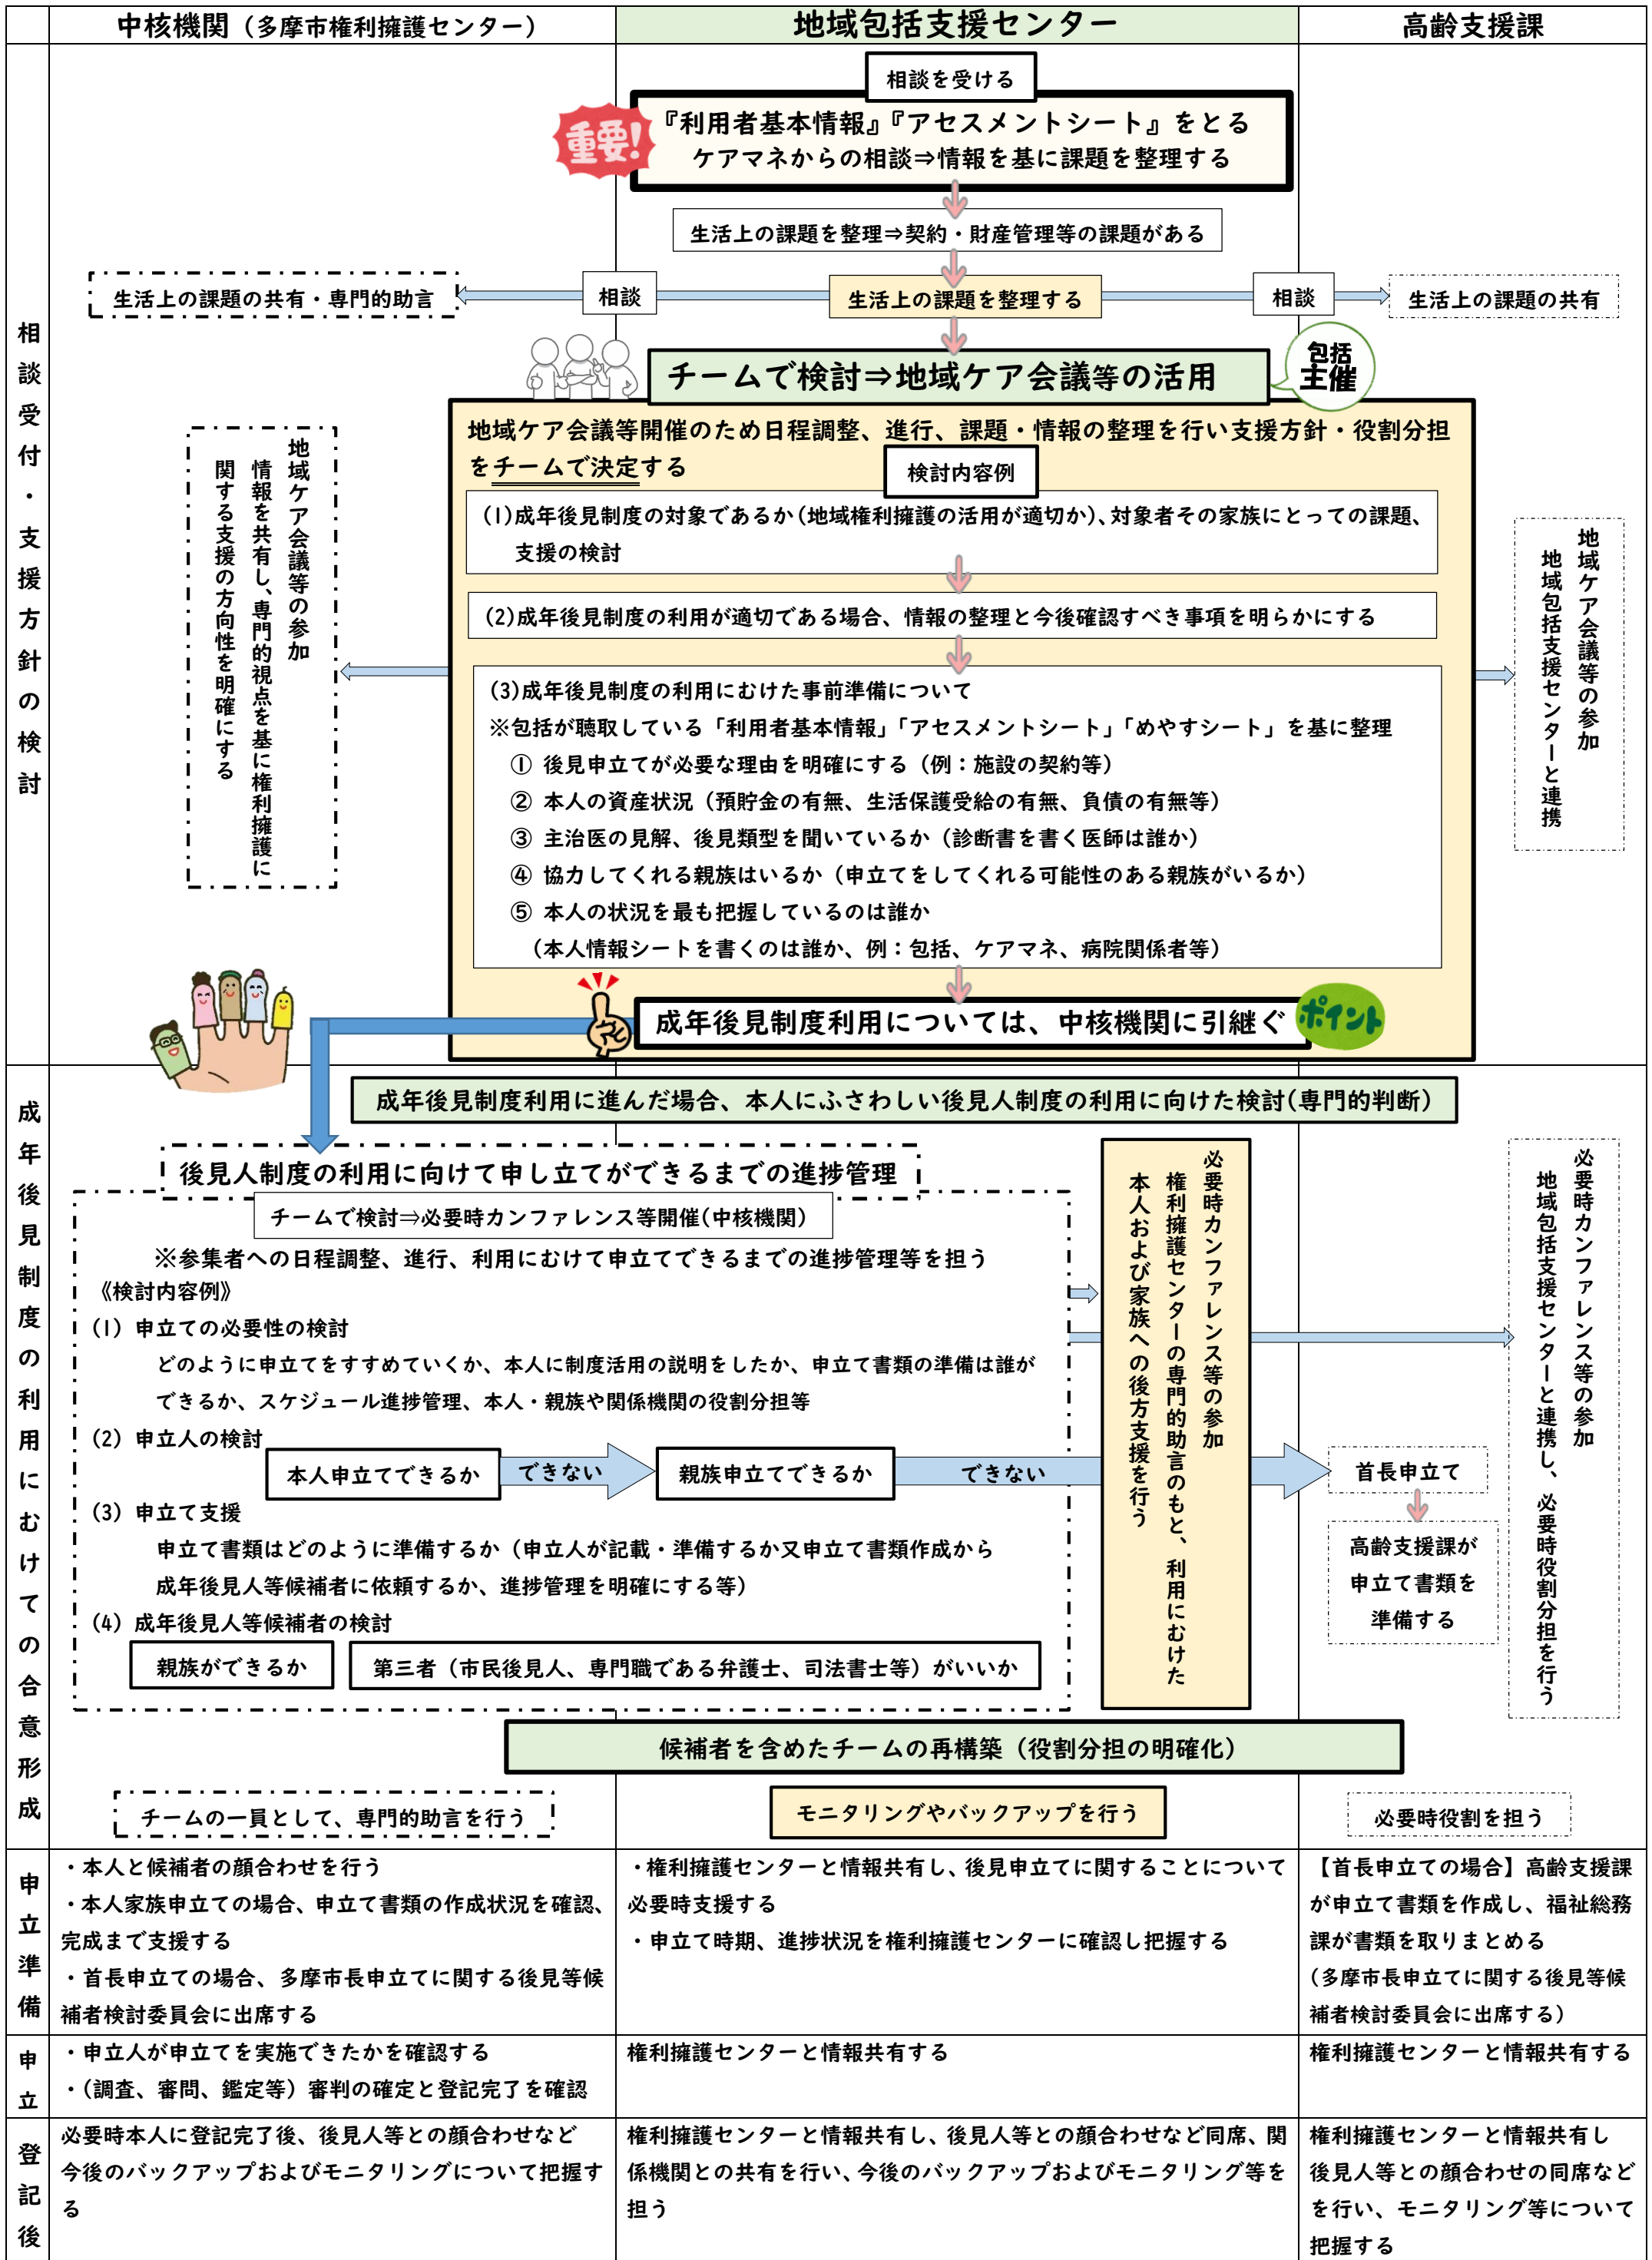 中核機関（多摩市権利擁護センター）
地域包括支援センター
高齢支援課
相談受付・支援方針の検討
相談を受ける
重要!
『利用者基本情報』『アセスメントシート』をとる
ケアマネからの相談⇒情報を基に課題を整理する
生活上の課題を整理⇒契約・財産管理等の課題がある
生活上の課題の共有・専門的助言
相談
生活上の課題を整理する
相談
生活上の課題の共有
チームで検討⇒地域ケア会議等の活用
包括
主催
地域ケア会議等開催のため日程調整、進行、課題・情報の整理を行い支援方針・役割分担
をチームで決定する
検討内容例
(1)成年後見制度の対象であるか(地域権利擁護の活用が適切か)、対象者その家族にとっての課題、
支援の検討
(2)成年後見制度の利用が適切である場合、情報の整理と今後確認すべき事項を明らかにする
(3)成年後見制度の利用にむけた事前準備について
※包括が聴取している「利用者基本情報」「アセスメントシート」「めやすシート」を基に整理
① 後見申立てが必要な理由を明確にする（例：施設の契約等）
② 本人の資産状況（預貯金の有無、生活保護受給の有無、負債の有無等）
③ 主治医の見解、後見類型を聞いているか（診断書を書く医師は誰か）
④ 協力してくれる親族はいるか（申立てをしてくれる可能性のある親族がいるか）
⑤ 本人の状況を最も把握しているのは誰か
（本人情報シートを書くのは誰か、例：包括、ケアマネ、病院関係者等）
地域ケア会議等の参加
情報を共有し、専門的視点を基に権利擁護に
関する支援の方向性を明確にする
地域ケア会議等の参加
地域包括支援センターと連携
成年後見制度利用については、中核機関に引継ぐ
ポイント
成年後見制度の利用にむけての合意形成
成年後見制度利用に進んだ場合、本人にふさわしい後見人制度の利用に向けた検討(専門的判断)
後見人制度の利用に向けて申し立てができるまでの進捗管理
チームで検討⇒必要時カンファレンス等開催(中核機関)
※参集者への日程調整、進行、利用にむけて申立てできるまでの進捗管理等を担う
《検討内容例》
(1) 申立ての必要性の検討
どのように申立てをすすめていくか、本人に制度活用の説明をしたか、申立て書類の準備は誰が
できるか、スケジュール進捗管理、本人・親族や関係機関の役割分担等
(2) 申立人の検討
本人申立てできるか
できない
親族申立てできるか
できない
首長申立て
高齢支援課が
申立て書類を
準備する
(3) 申立て支援
申立て書類はどのように準備するか（申立人が記載・準備するか又申立て書類作成から
成年後見人等候補者に依頼するか、進捗管理を明確にする等）
(4) 成年後見人等候補者の検討
親族ができるか
第三者（市民後見人、専門職である弁護士、司法書士等）がいいか
必要時カンファレンス等の参加
権利擁護センターの専門的助言のもと、利用にむけた
本人および家族への後方支援を行う
必要時カンファレンス等の参加
地域包括支援センターと連携し、必要時役割分担を行う
候補者を含めたチームの再構築（役割分担の明確化）
チームの一員として、専門的助言を行う
モニタリングやバックアップを行う
必要時役割を担う
申立準備
・本人と候補者の顔合わせを行う
・本人家族申立ての場合、申立て書類の作成状況を確認、
完成まで支援する
・首長申立ての場合、多摩市長申立てに関する後見等候
補者検討委員会に出席する
・権利擁護センターと情報共有し、後見申立てに関することについて
必要時支援する
・申立て時期、進捗状況を権利擁護センターに確認し把握する
【首長申立ての場合】高齢支援課
が申立て書類を作成し、福祉総務
課が書類を取りまとめる
(多摩市長申立てに関する後見等候
補者検討委員会に出席する)
申立
・申立人が申立てを実施できたかを確認する
・(調査、審問、鑑定等）審判の確定と登記完了を確認
権利擁護センターと情報共有する
権利擁護センターと情報共有する
登記後
必要時本人に登記完了後、後見人等との顔合わせなど
今後のバックアップおよびモニタリングについて把握す
る
権利擁護センターと情報共有し、後見人等との顔合わせなど同席、関
係機関との共有を行い、今後のバックアップおよびモニタリング等を
担う
権利擁護センターと情報共有し
後見人等との顔合わせの同席など
を行い、モニタリング等について
把握する